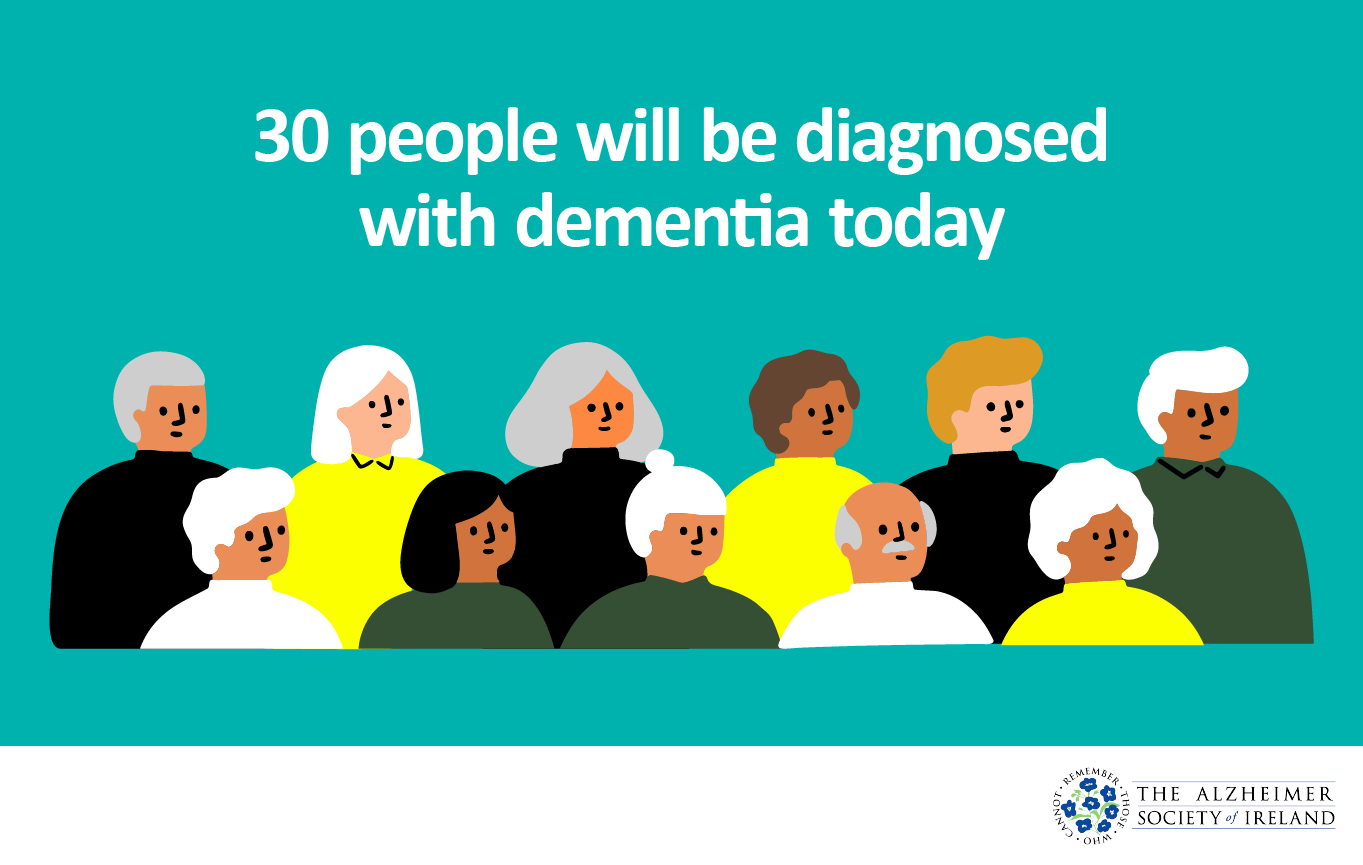 30 people will be diagnosed
with dementia today
· REMEMBER · THOSE · WHO · CANNOT
THE ALZHEIMER
SOCIETY of IRELAND